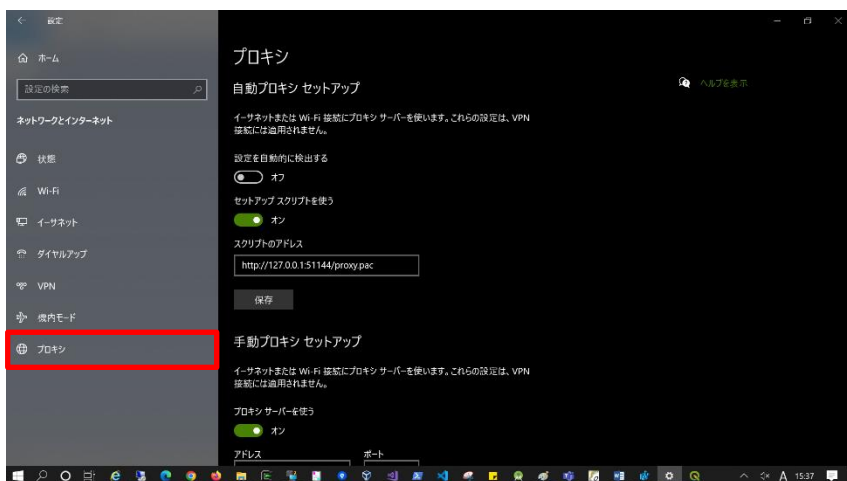 設定
ホーム
設定の検索
ネットワークとインターネット
状態
Wi-Fi
イーサネット
ダイヤルアップ
VPN
機内モード
プロキシ
プロキシ
自動プロキシ セットアップ
イーサネットまたは Wi-Fi 接続にプロキシ サーバーを使います。これらの設定は、VPN
接続には適用されません。
設定を自動的に検出する
オフ
セットアップ スクリプトを使う
オン
スクリプトのアドレス
http://127.0.0.1:51144/proxy.pac
保存
手動プロキシ セットアップ
イーサネットまたは Wi-Fi 接続にプロキシ サーバーを使います。これらの設定は、VPN
接続には適用されません。
プロキシ サーバーを使う
オン
アドレス
ポート
ヘルプを表示
A 15:37